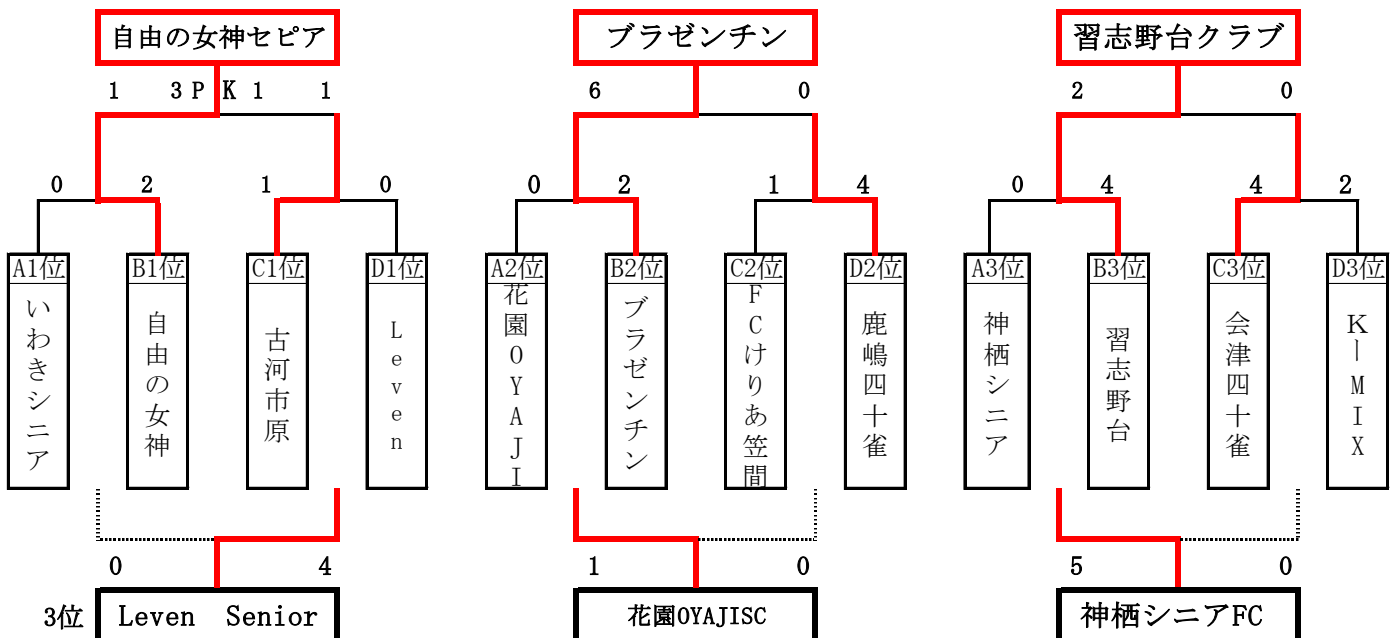 自由の女神セピア ブラゼンチン 習志野台クラブ
1 3PK1 1 6 0 2 0
0 2 1 0 0 2 1 4 0 4 4 2
A1位 B1位 C1位 D1位 A2位 B2位 C2位 D2位 A3位 B3位 C3位 D3位
いわきシニア
自由の女神
古河市原
Leven
花園OYAJI
ブラゼンチン
FCけりあ笠間
鹿嶋四十雀
神栖シニア
習志野台
会津四十雀
K－MIX
0 4 1 0 5 0
3位 Leven Senior 花園OYAJISC 神栖シニアFC